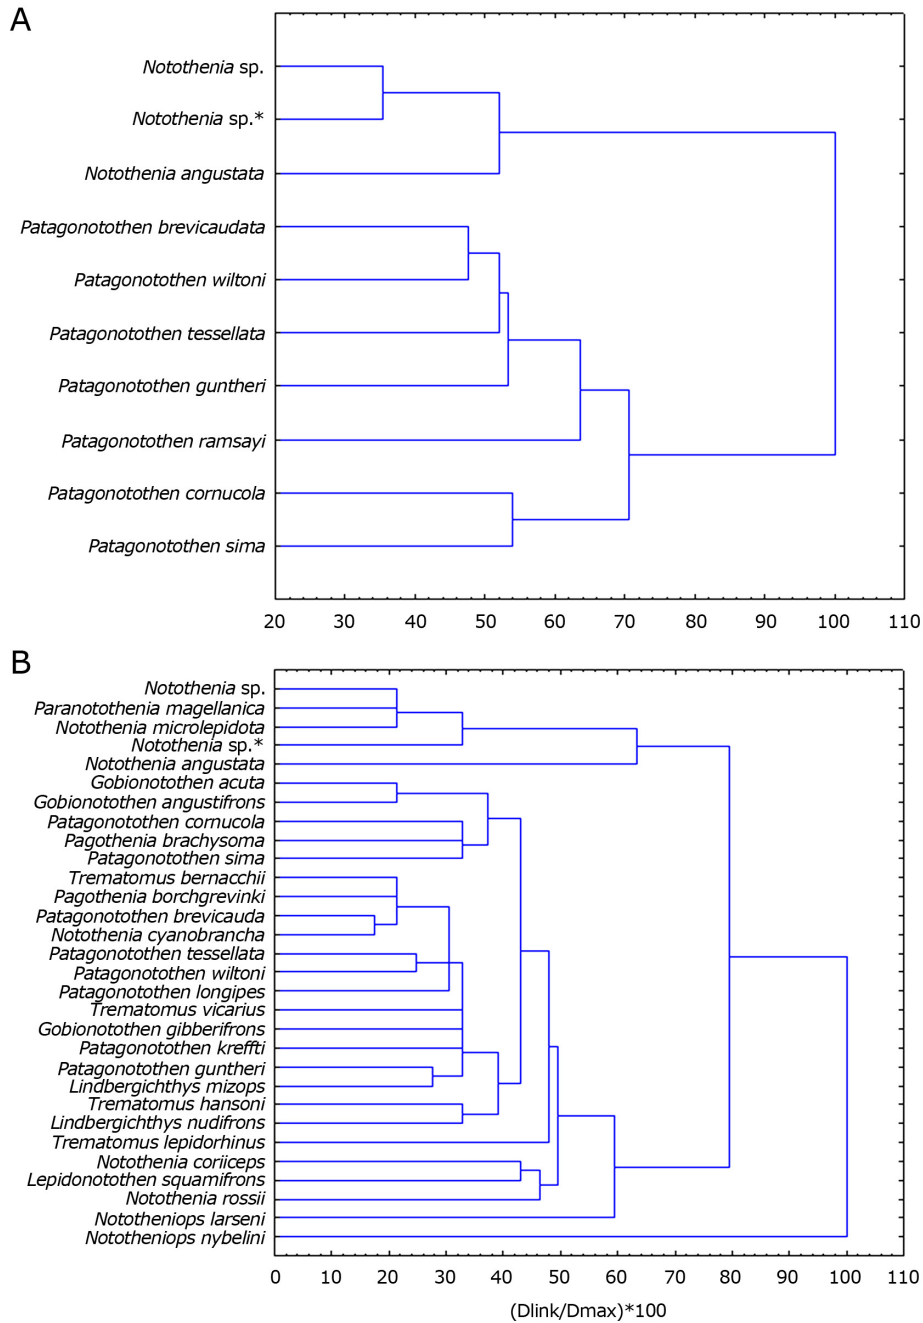 A
Notothenia sp.
Notothenia sp.*
Notothenia angustata
Patagonotothen brevicaudata
Patagonotothen wiltoni
Patagonotothen tessellata
Patagonotothen guntheri
Patagonotothen ramsayi
Patagonotothen cornucola
Patagonotothen sima
20 30 40 50 60 70 80 90 100 110
B
Notothenia sp.
Paranotothenia magellanica
Notothenia microlepidota
Notothenia sp.*
Notothenia angustata
Gobionotothen acuta
Gobionotothen angustifrons
Patagonotothen cornucola
Pagothenia brachysoma
Patagonotothen sima
Trematomus bernacchii
Pagothenia borchgrevinki
Patagonotothen brevicauda
Notothenia cyanobrancha
Patagonotothen tessellata
Patagonotothen wiltoni
Patagonotothen longipes
Trematomus vicarius
Gobionotothen gibberifrons
Patagonotothen kreffti
Patagonotothen guntheri
Lindbergichthys mizops
Trematomus hansoni
Lindbergichthys nudifrons
Trematomus lepidorhinus
Notothenia coriiceps
Lepidonotothen squamifrons
Notothenia rossii
Nototheniops larseni
Nototheniops nybelini
0 10 20 30 40 50 60 70 80 90 100 110
(Dlink/Dmax)*100